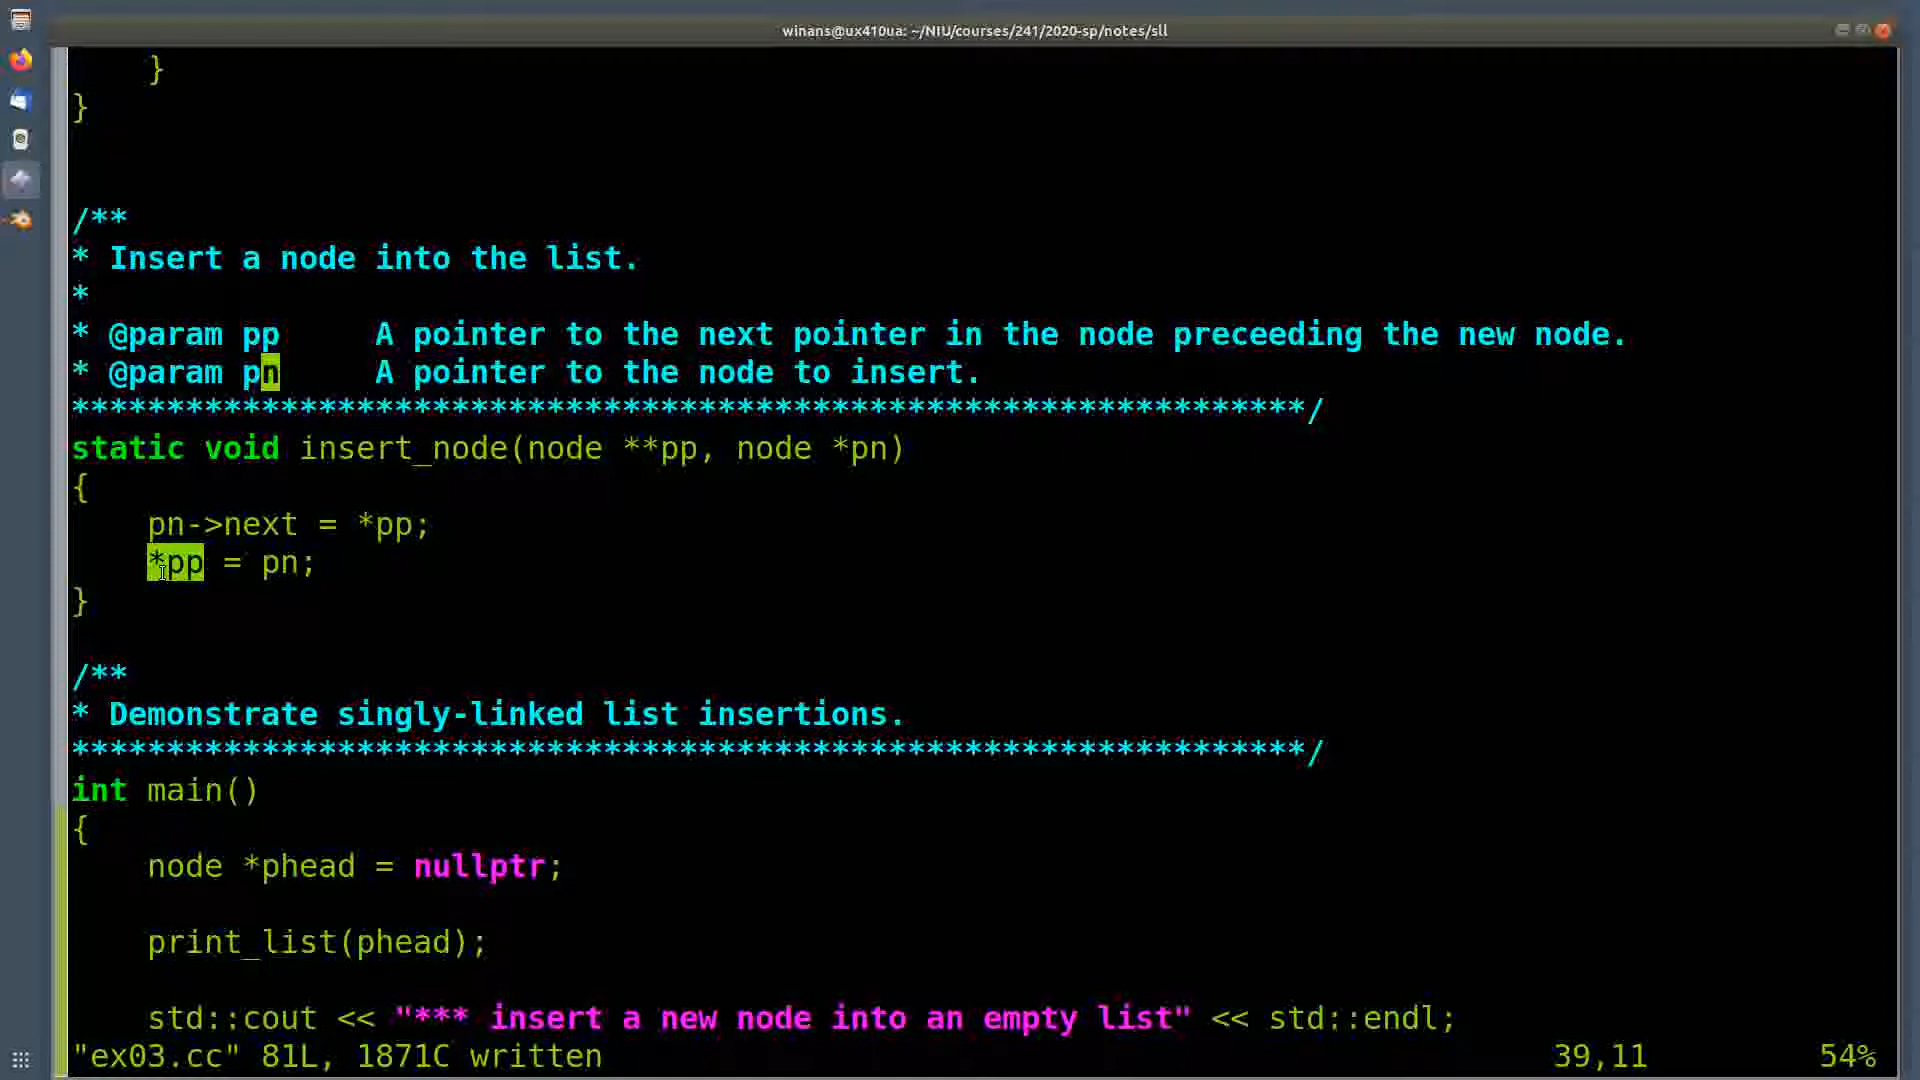 winans@ux410ua: ~/NIU/courses/241/2020-sp/notes/sll
    }
}
/**
* Insert a node into the list.
*
* @param pp     A pointer to the next pointer in the node preceeding the new node.
* @param pn     A pointer to the node to insert.
*****************************************************************/
static void insert_node(node **pp, node *pn)
{
    pn->next = *pp;
    *pp = pn;
}
/**
* Demonstrate singly-linked list insertions.
*****************************************************************/
int main()
{
    node *phead = nullptr;
    print_list(phead);
    std::cout << "*** insert a new node into an empty list" << std::endl;
"ex03.cc" 81L, 1871C written 39,11 54%